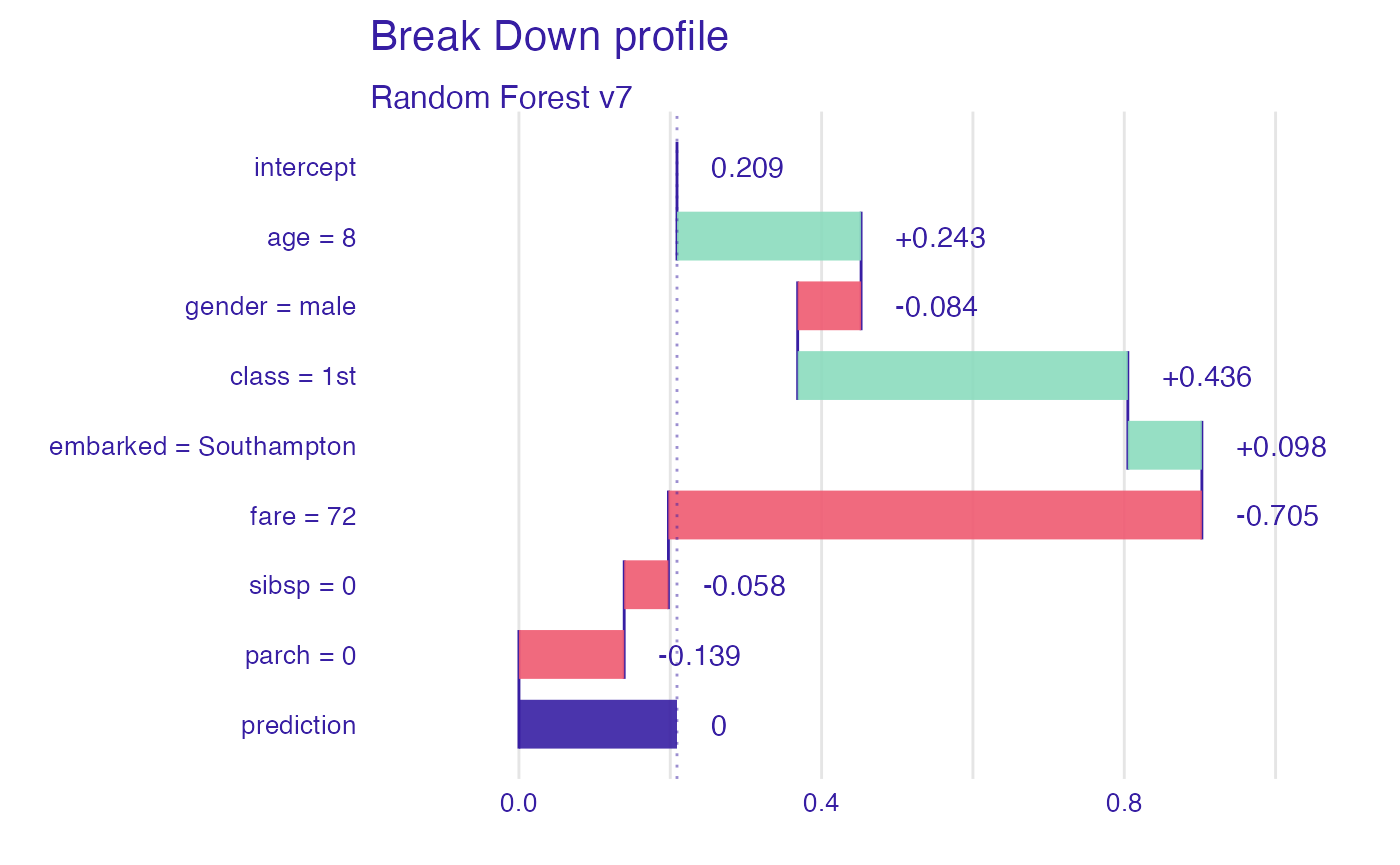 Break Down profile
Random Forest v7
intercept 0.209
age = 8 +0.243
gender = male -0.084
class = 1st +0.436
embarked = Southampton +0.098
fare = 72 -0.705
sibsp = 0 -0.058
parch = 0 -0.139
prediction 0
0.0 0.4 0.8